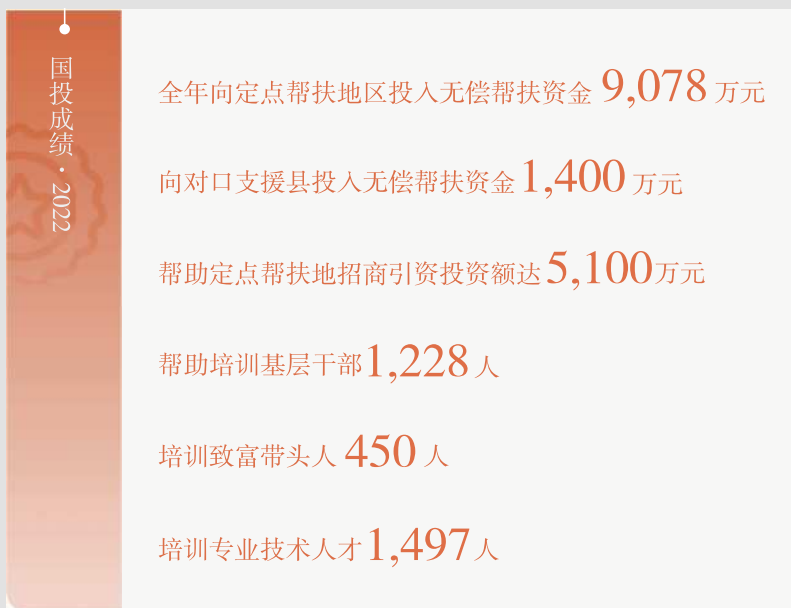 国投成绩·2022
全年向定点帮扶地区投入无偿帮扶资金 9,078 万元
向对口支援县投入无偿帮扶资金 1,400 万元
帮助定点帮扶地招商引资投资额达 5,100 万元
帮助培训基层干部 1,228 人
培训致富带头人 450 人
培训专业技术人才 1,497 人